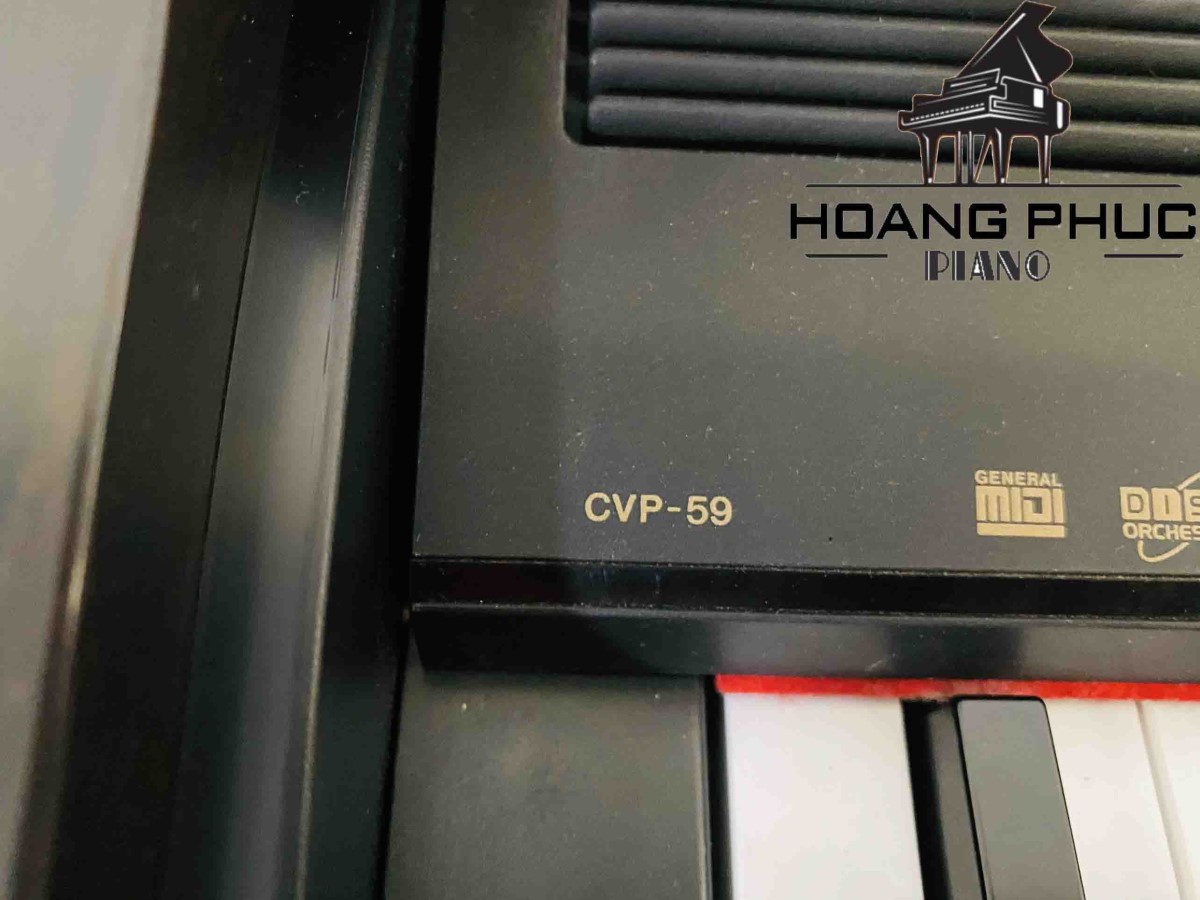 HOANG PHUC
PIANO
CVP-59
GENERAL
MIDI